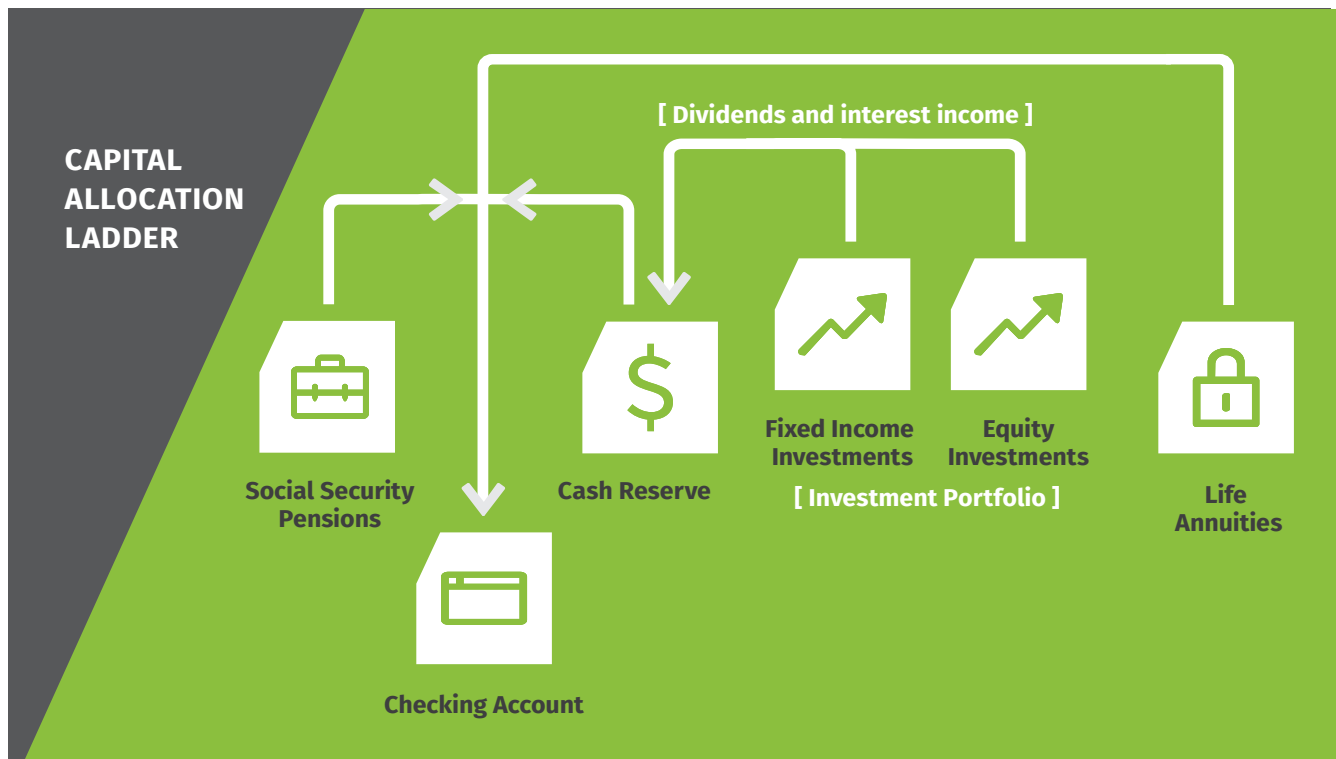 CAPITAL
ALLOCATION
LADDER
[ Dividends and interest income ]
Social Security
Pensions
Cash Reserve
Fixed Income
Investments
Equity
Investments
[ Investment Portfolio ]
Life
Annuities
Checking Account